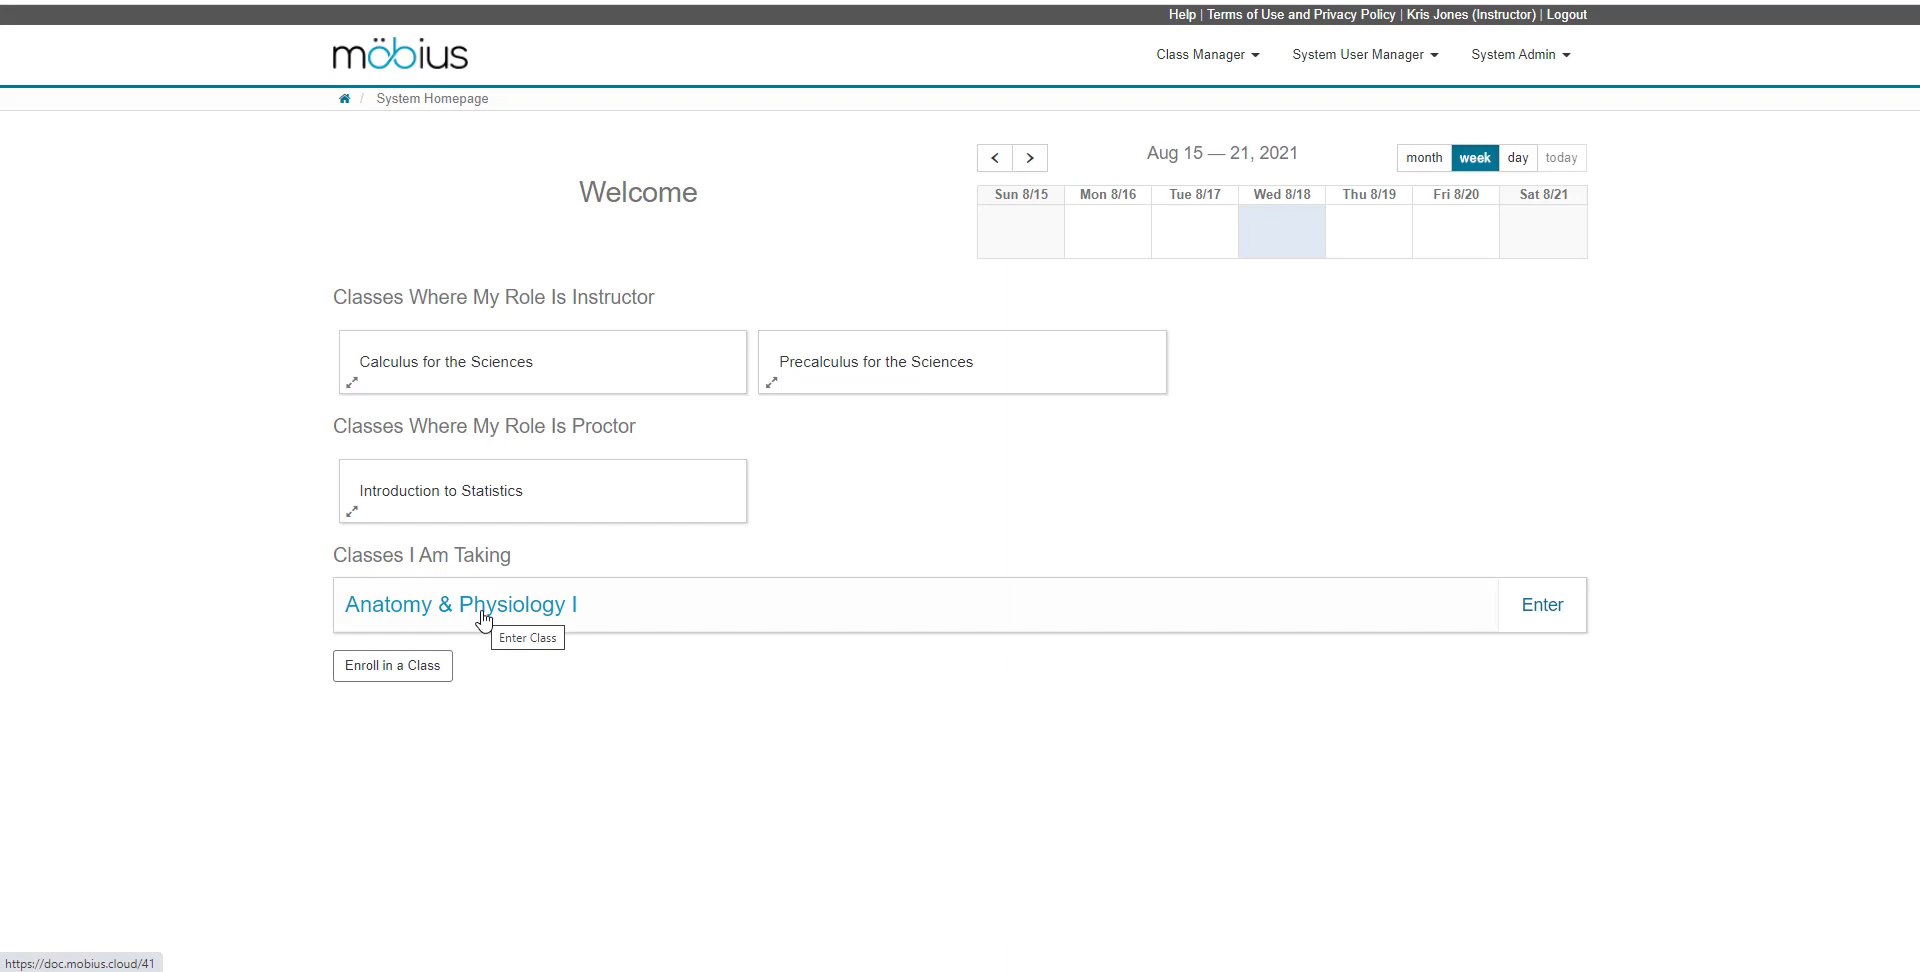 Help | Terms of Use and Privacy Policy | Kris Jones (Instructor) | Logout
möbius
Class Manager
System User Manager
System Admin
/ System Homepage
Welcome
< >
Aug 15 — 21, 2021
month week day today
Sun 8/15 Mon 8/16 Tue 8/17 Wed 8/18 Thu 8/19 Fri 8/20 Sat 8/21
Classes Where My Role Is Instructor
Calculus for the Sciences
Precalculus for the Sciences
Classes Where My Role Is Proctor
Introduction to Statistics
Classes I Am Taking
Anatomy & Physiology I
Enter
Enter Class
Enroll in a Class
https://doc.mobius.cloud/41